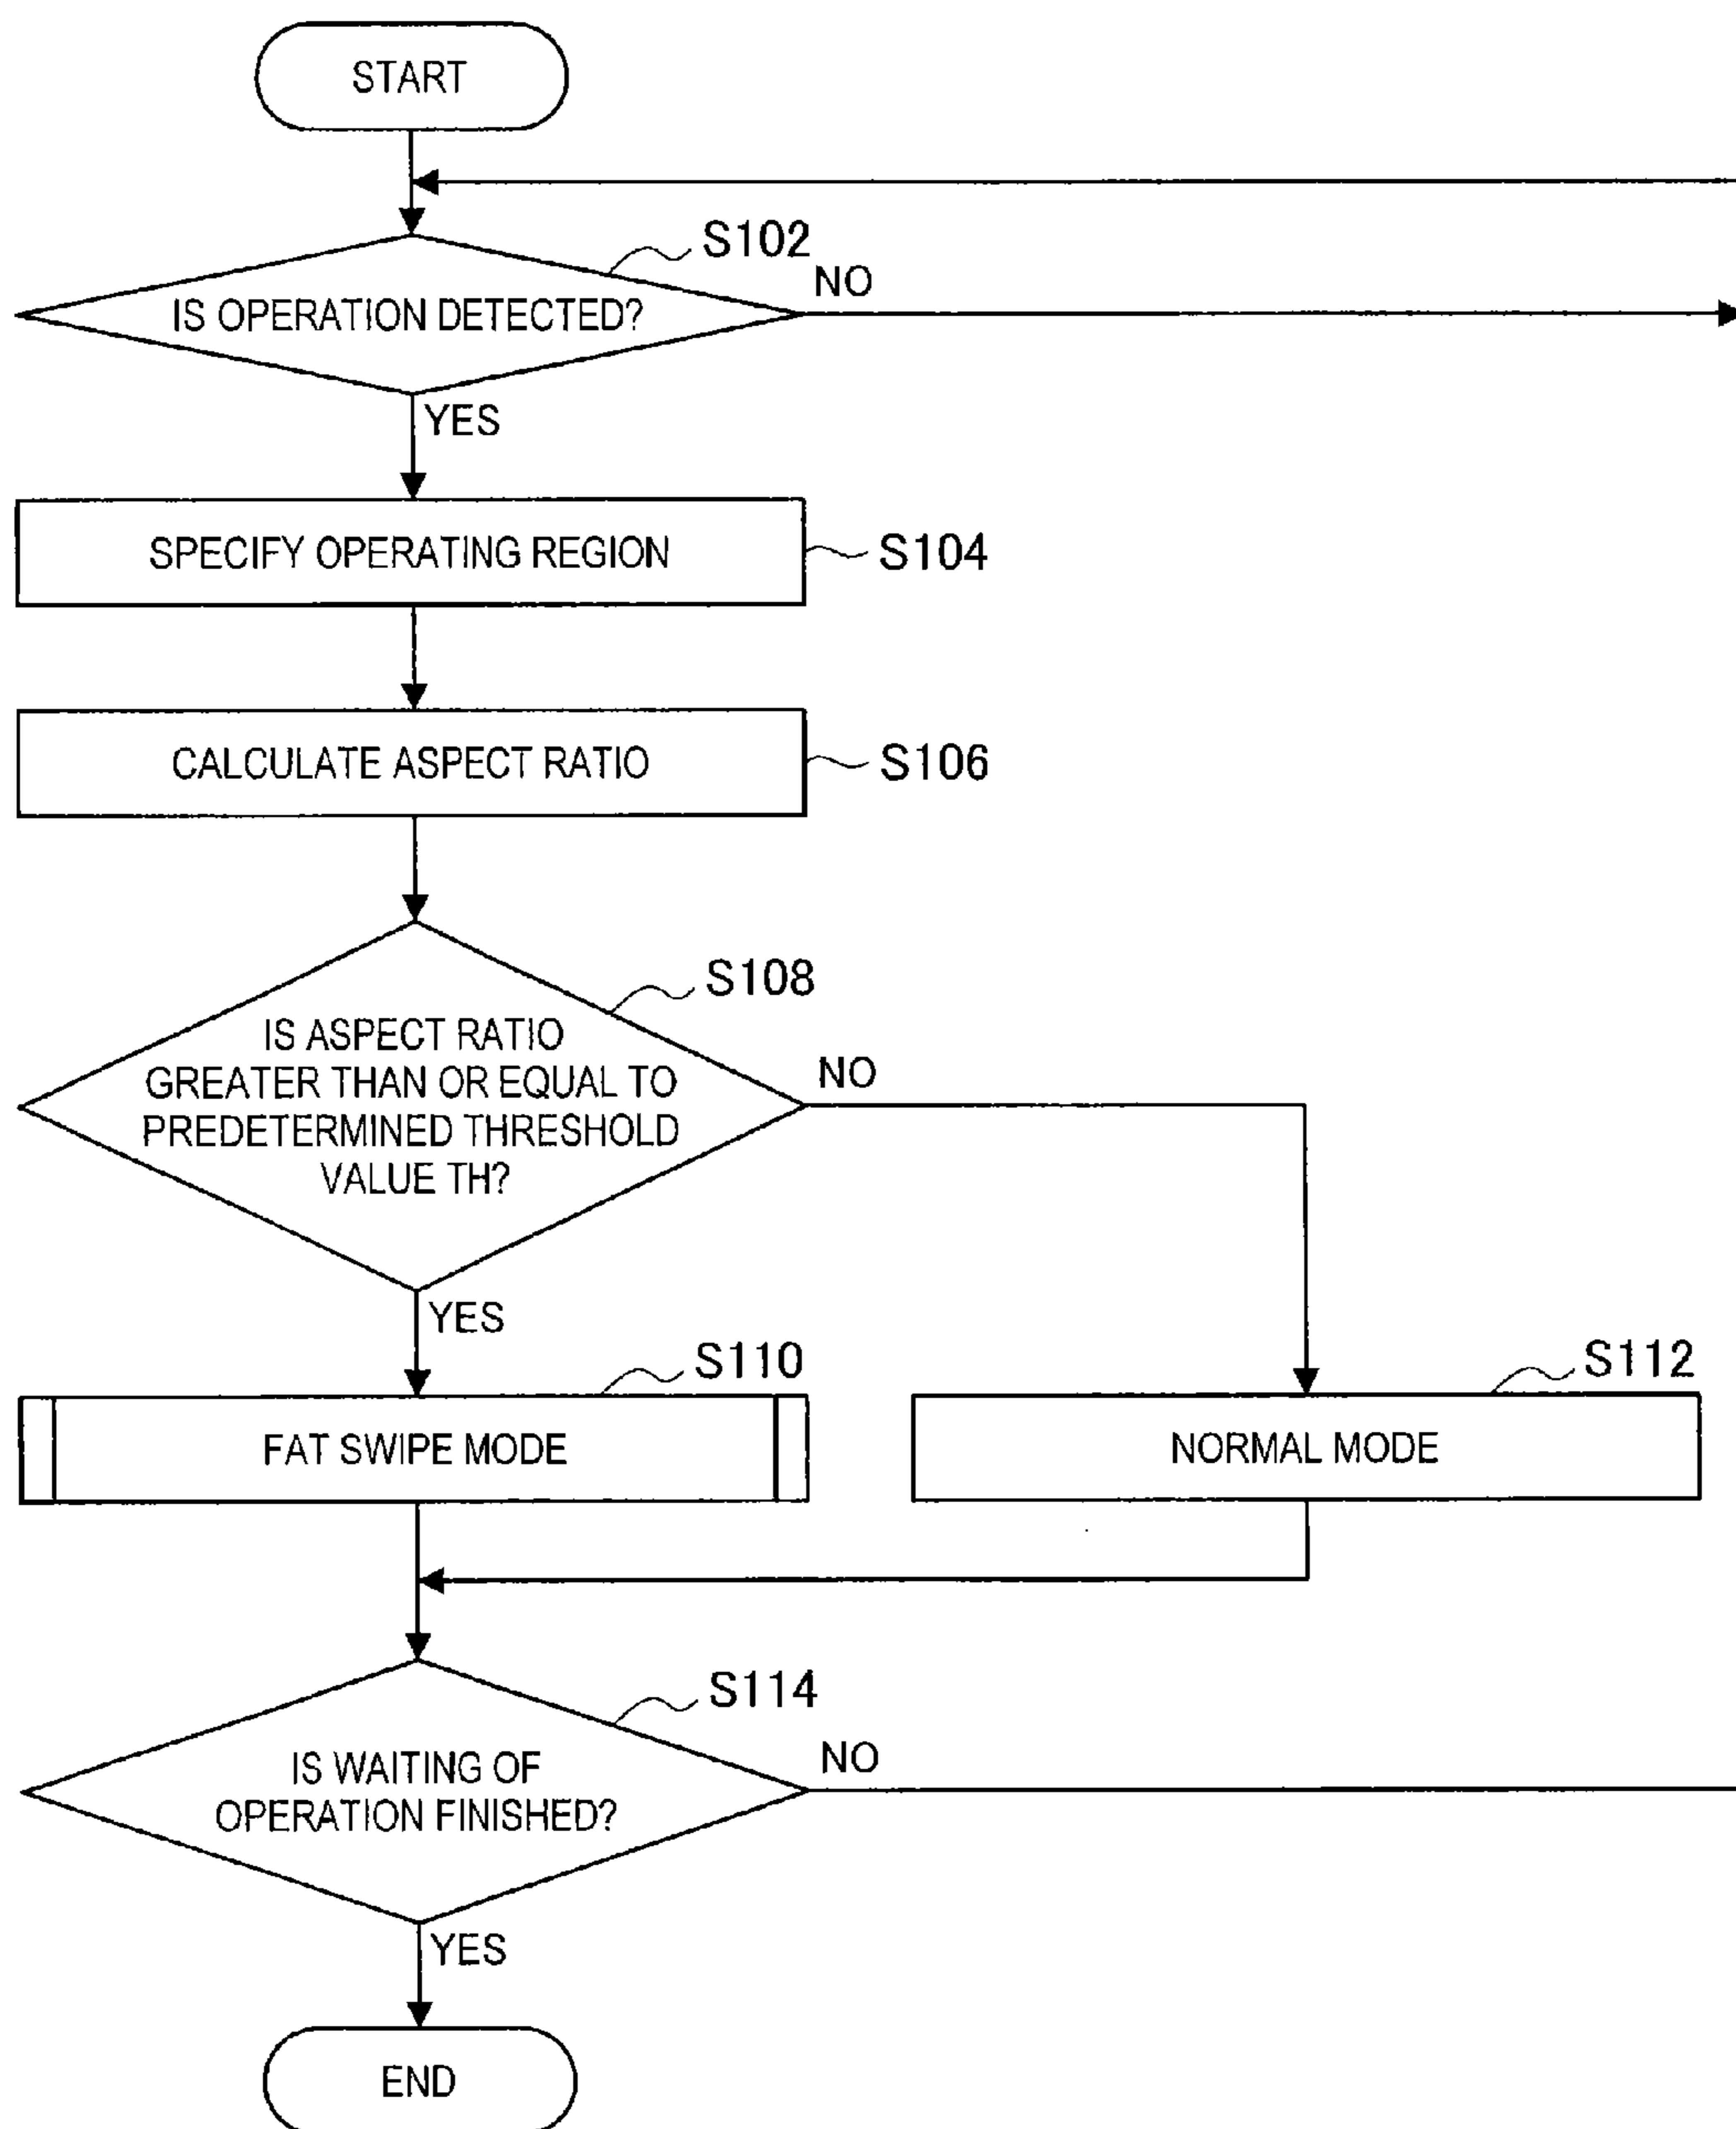 START
S102
NO
IS OPERATION DETECTED?
YES
SPECIFY OPERATING REGION
S104
CALCULATE ASPECT RATIO
S106
S108
IS ASPECT RATIO
GREATER THAN OR EQUAL TO
PREDETERMINED THRESHOLD
VALUE TH?
NO
YES
S110
S112
FAT SWIPE MODE
NORMAL MODE
S114
IS WAITING OF
OPERATION FINISHED?
NO
YES
END